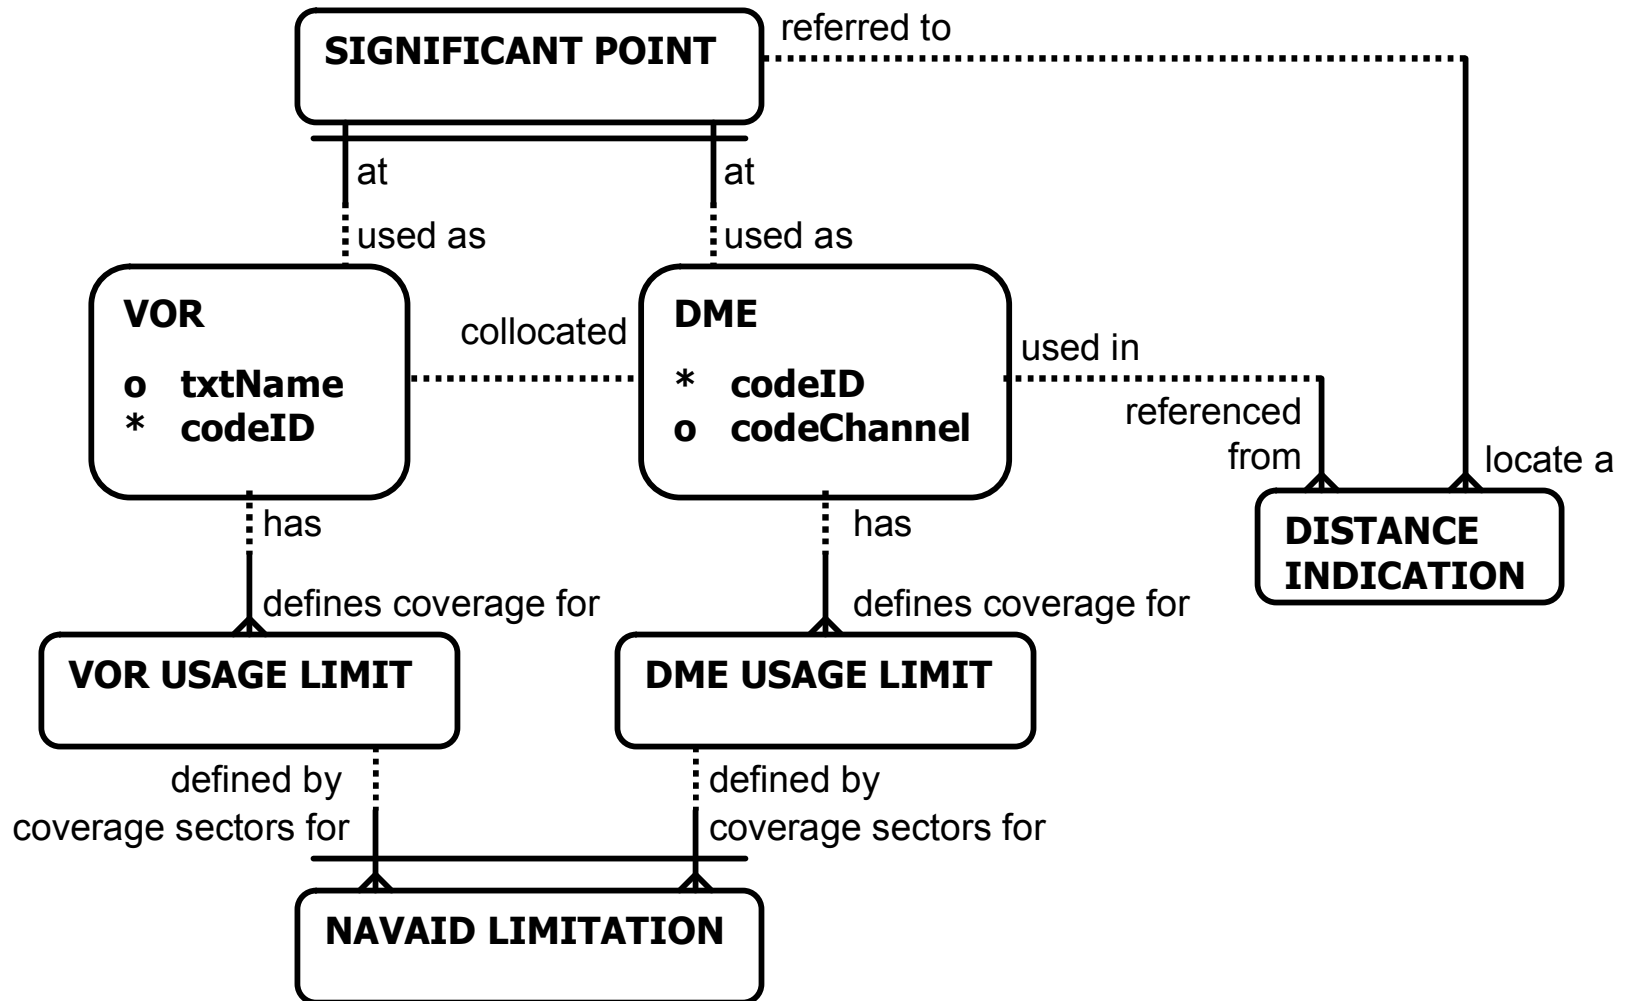 referred to
SIGNIFICANT POINT
at
at
used as
used as
VOR
o txtName
* codeID
collocated
DME
* codeID
o codeChannel
used in
referenced
from
locate a
DISTANCE
INDICATION
has
has
defines coverage for
defines coverage for
VOR USAGE LIMIT
DME USAGE LIMIT
defined by
coverage sectors for
defined by
coverage sectors for
NAVAID LIMITATION